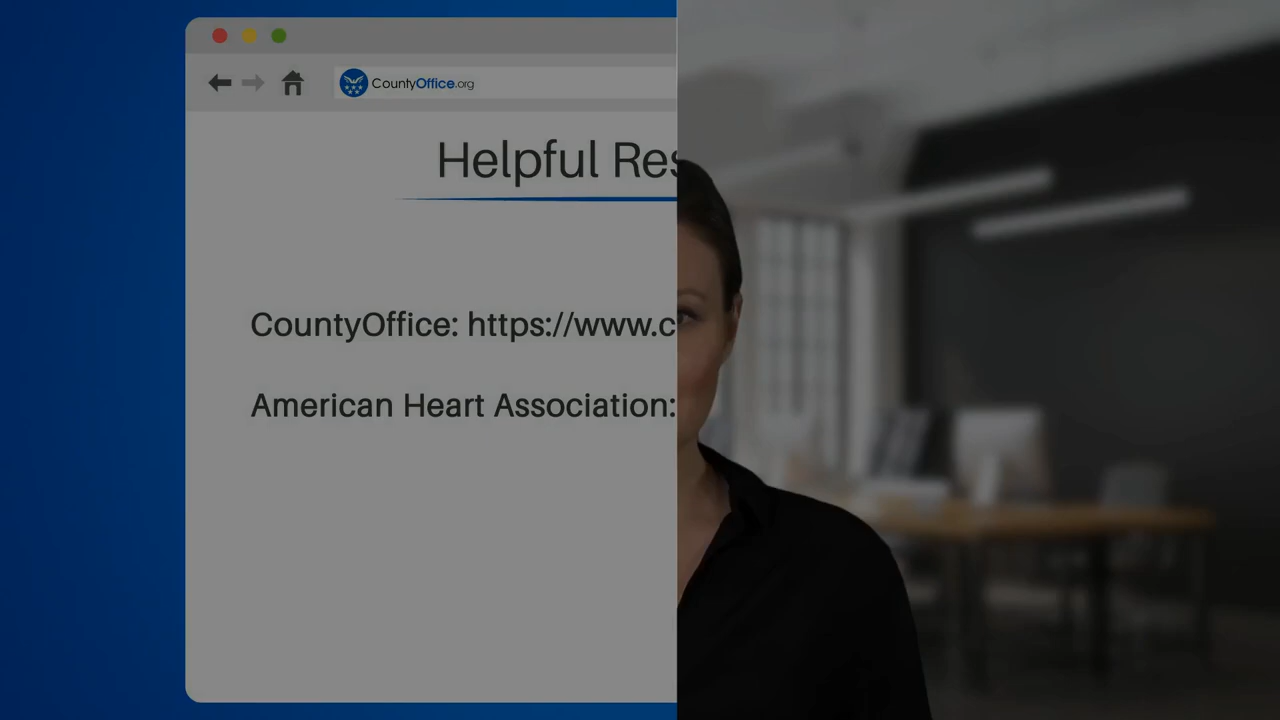 CountyOffice.org
Helpful Res
CountyOffice: https://www.c
American Heart Association: